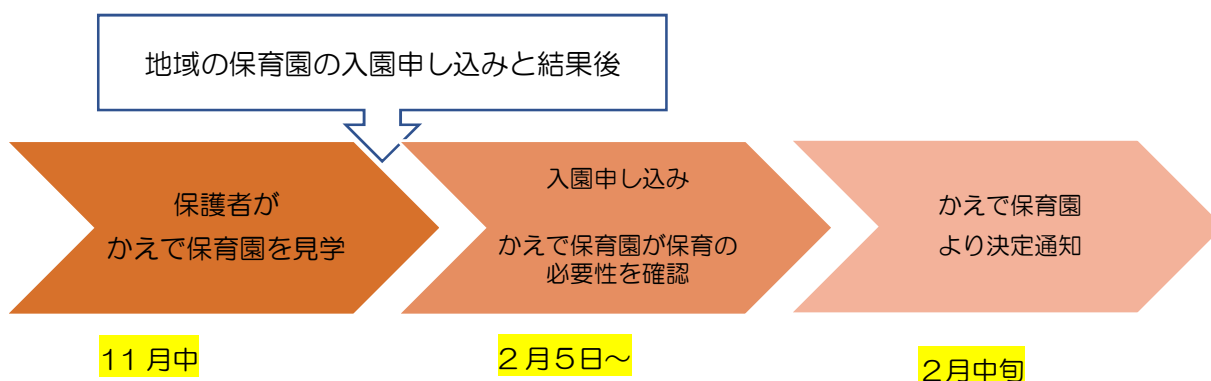 地域の保育園の入園申し込みと結果後
保護者が
かえで保育園を見学
入園申し込み
かえで保育園が保育の
必要性を確認
かえで保育園
より決定通知
11月中
2月5日～
2月中旬